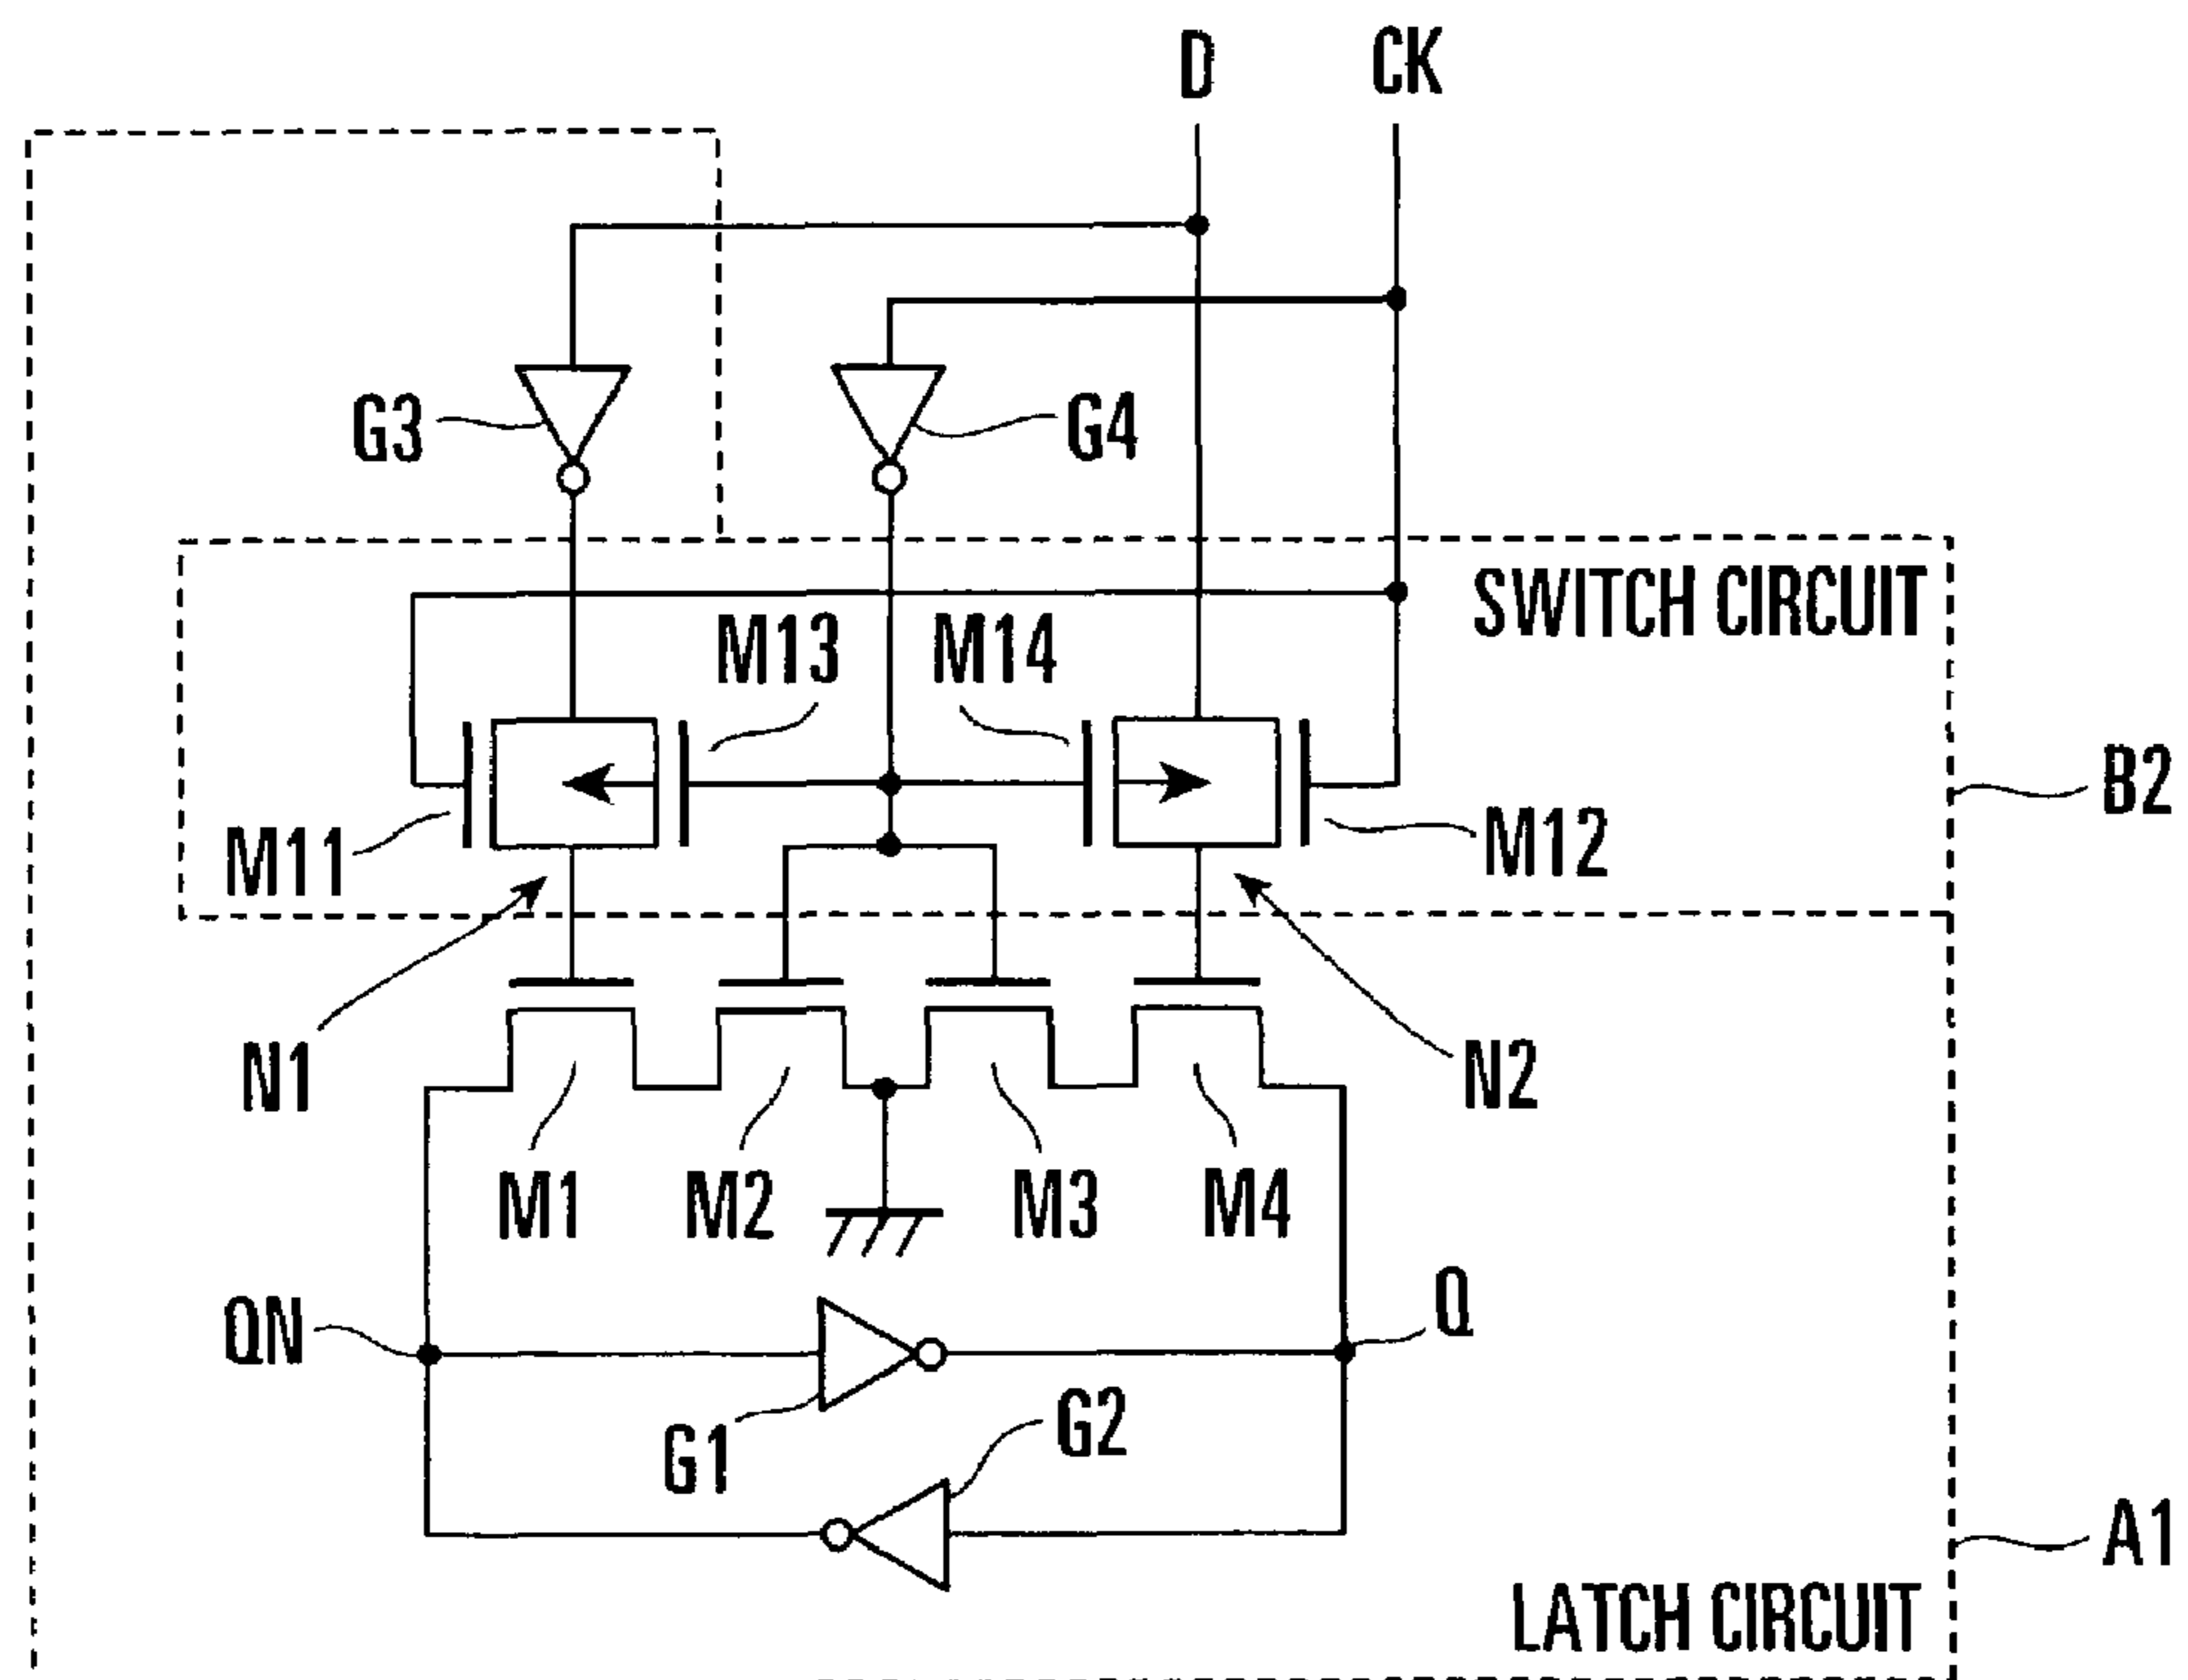 D
CK
G3
G4
SWITCH CIRCUIT
M13
M14
B2
M11
M12
N1
N2
M1
M2
M3
M4
QN
Q
G1
G2
A1
LATCH CIRCUIT